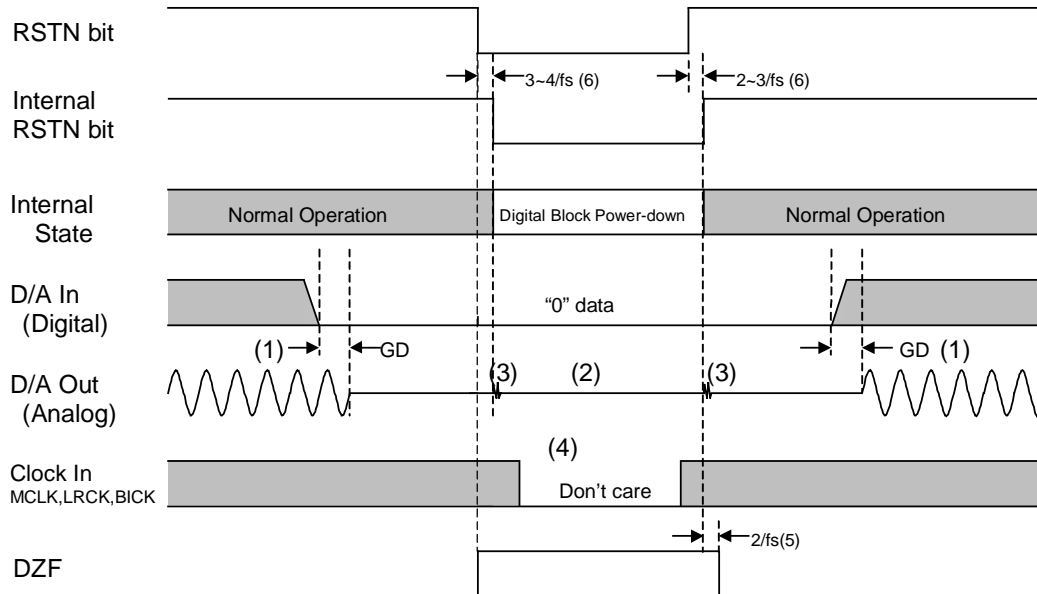 RSTN bit
3~4/fs (6)
2~3/fs (6)
Internal
RSTN bit
Internal
State
Normal Operation
Digital Block Power-down
Normal Operation
D/A In
(Digital)
“0” data
(1)
GD
GD
(1)
D/A Out
(Analog)
(3)
(2)
(3)
(4)
Clock In
MCLK,LRCK,BICK
Don’t care
2/fs(5)
DZF